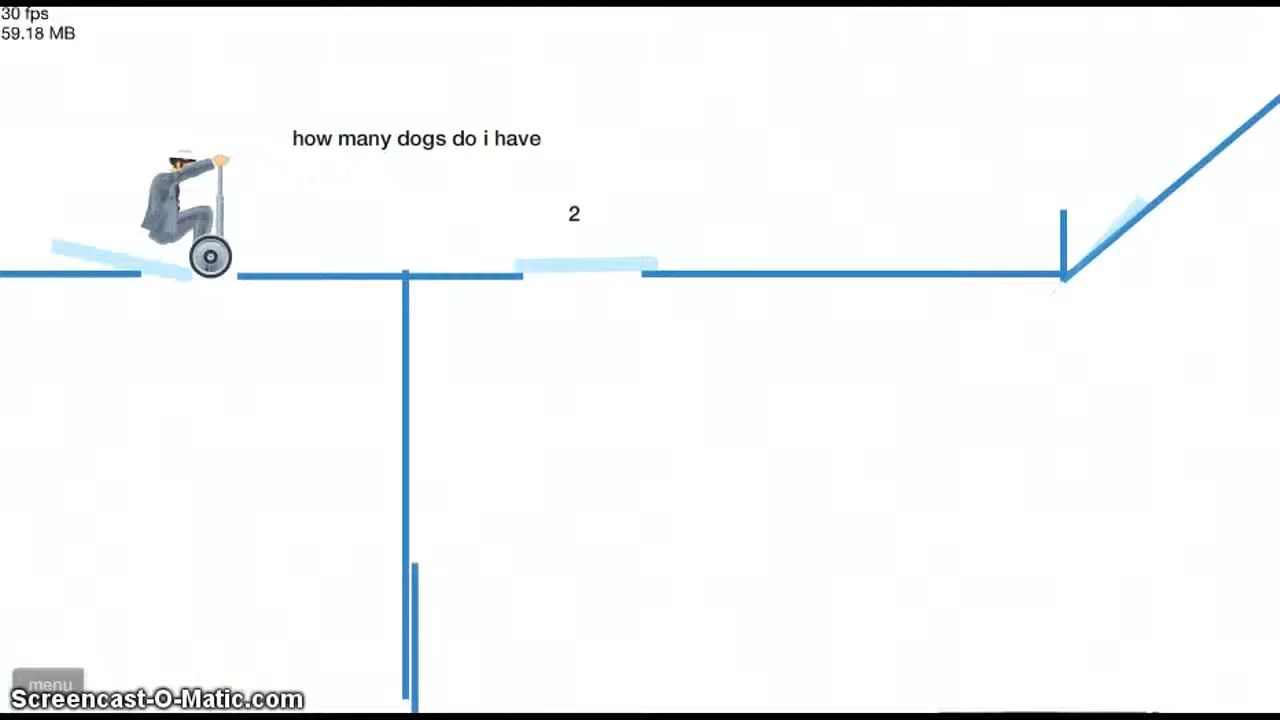 30 fps
59.18 MB
how many dogs do i have
2
menu
Screencast-O-Matic.com